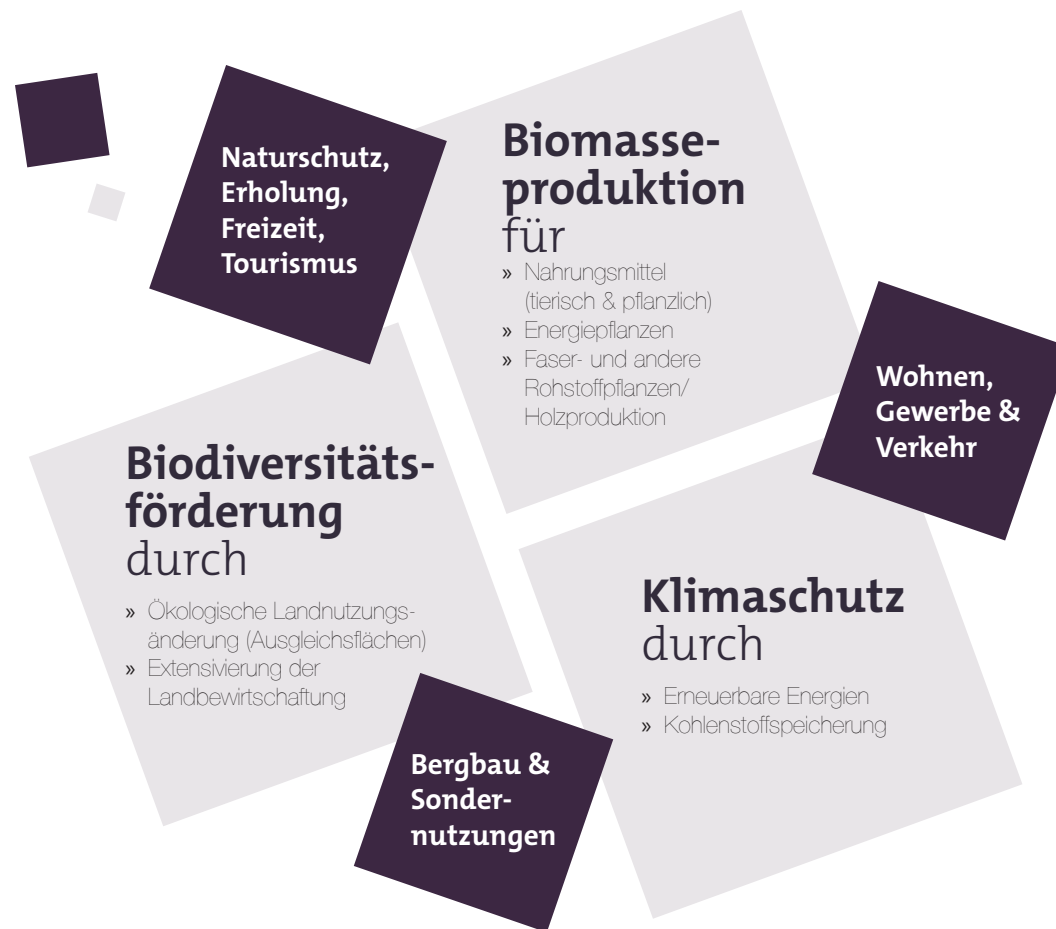 Naturschutz,
Erholung,
Freizeit,
Tourismus
Biomasse-
produktion
für
» Nahrungsmittel
(tierisch & pflanzlich)
» Energiepflanzen
» Faser- und andere
Rohstoffpflanzen/
Holzproduktion
Wohnen,
Gewerbe &
Verkehr
Biodiversitäts-
förderung
durch
» Ökologische Landnutzungs-
änderung (Ausgleichsflächen)
» Extensivierung der
Landbewirtschaftung
Klimaschutz
durch
» Erneuerbare Energien
» Kohlenstoffspeicherung
Bergbau &
Sonder-
nutzungen